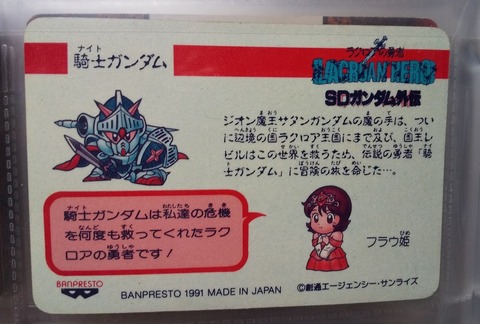 ナイト
騎士ガンダム
ラクロアの勇者
LACROAN HERO
SDガンダム外伝
ジオン魔王サタンガンダムの魔の手は、つい
に辺境の国ラクロア王国にまで及び、国王レ
ビルはこの世界を救うため、伝説の勇者「騎
士ガンダム」に冒険の旅を命じた…。
騎士ガンダムは私達の危機
を何度も救ってくれたラク
ロアの勇者です!
フラウ姫
BANPRESTO
BANPRESTO 1991 MADE IN JAPAN
©創通エージェンシー・サンライズ